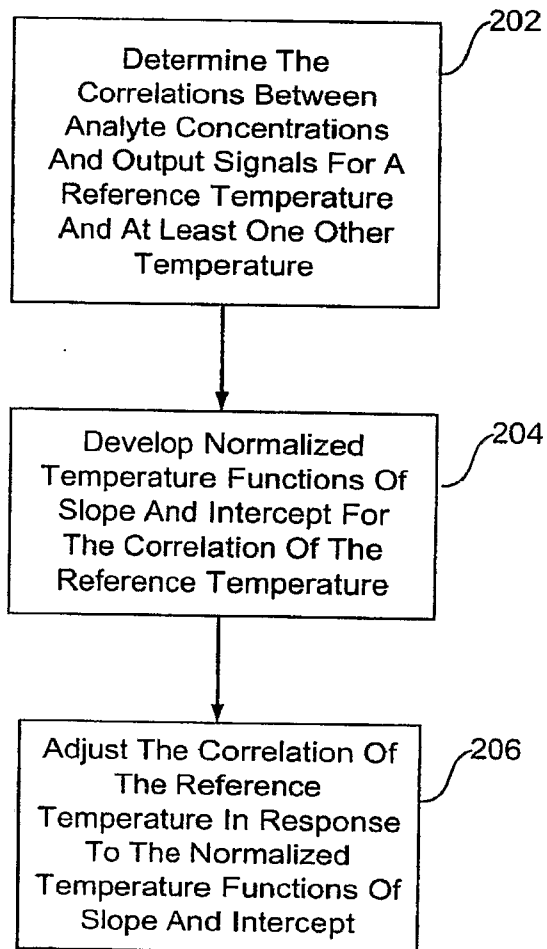 202
Determine The
Correlations Between
Analyte Concentrations
And Output Signals For A
Reference Temperature
And At Least One Other
Temperature
204
Develop Normalized
Temperature Functions Of
Slope And Intercept For
The Correlation Of The
Reference Temperature
206
Adjust The Correlation Of
The Reference
Temperature In Response
To The Normalized
Temperature Functions Of
Slope And Intercept